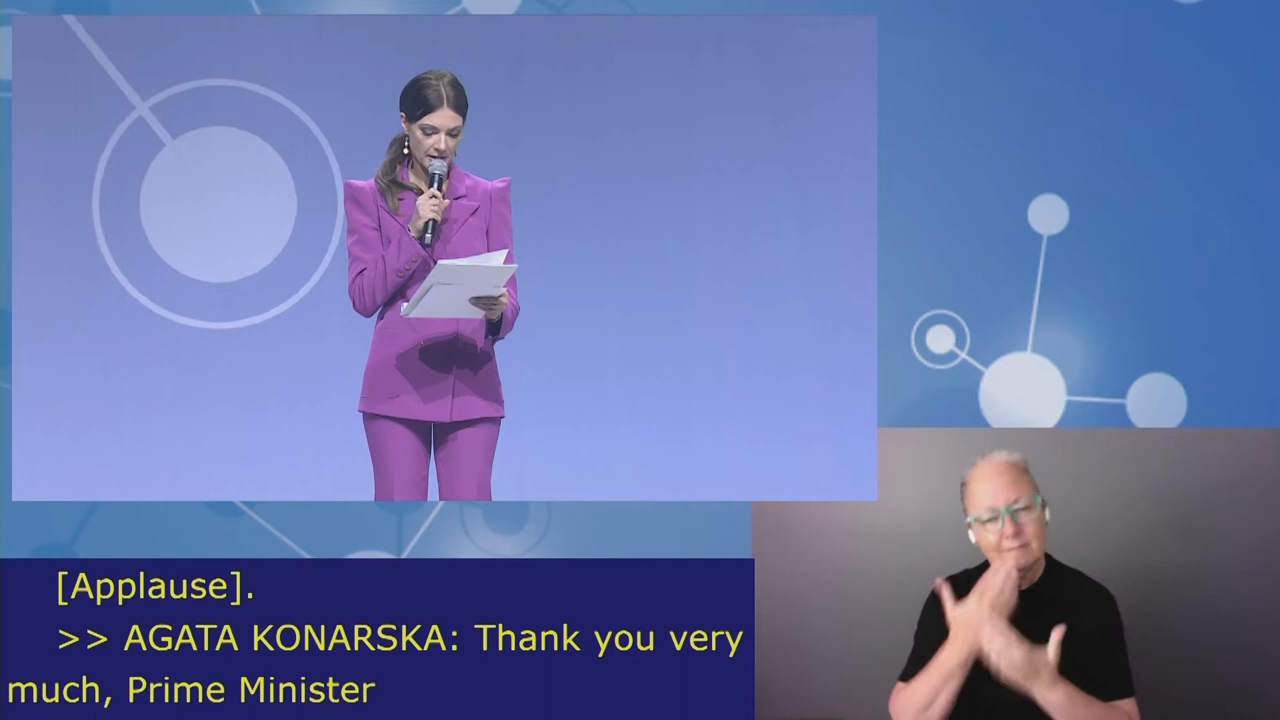 [Applause].
>> AGATA KONARSKA: Thank you very
much, Prime Minister